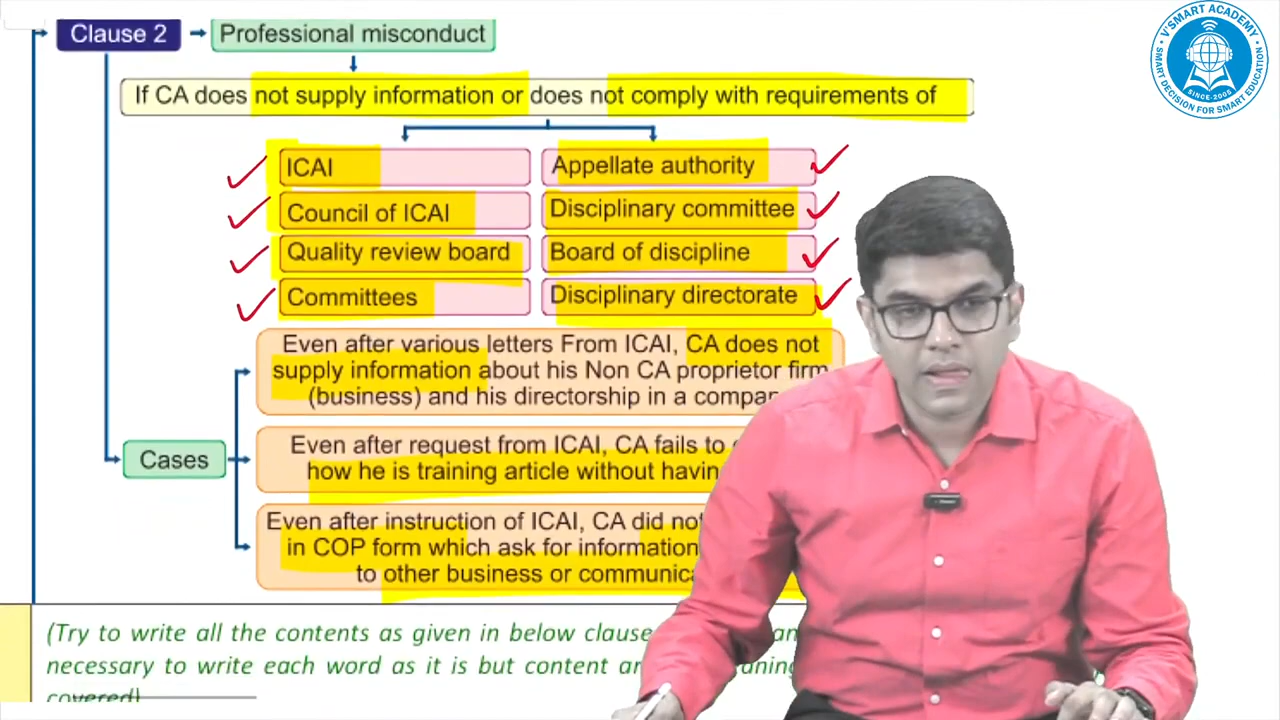 Clause 2
Professional misconduct
If CA does not supply information or does not comply with requirements of
ICAI
Appellate authority
Council of ICAI
Disciplinary committee
Quality review board
Board of discipline
Committees
Disciplinary directorate
Cases
Even after various letters From ICAI, CA does not
supply information about his Non CA proprietor firm
(business) and his directorship in a
Even after request from ICAI, CA fails to
how he is training article without having
Even after instruction of ICAI, CA did not
in COP form which ask for information
to other business or
(Try to write all the contents as given in below clause
necessary to write each word as it is but content
covered)
V'SMART ACADEMY
SINCE-2005
SMART DECISION FOR SMART EDUCATION